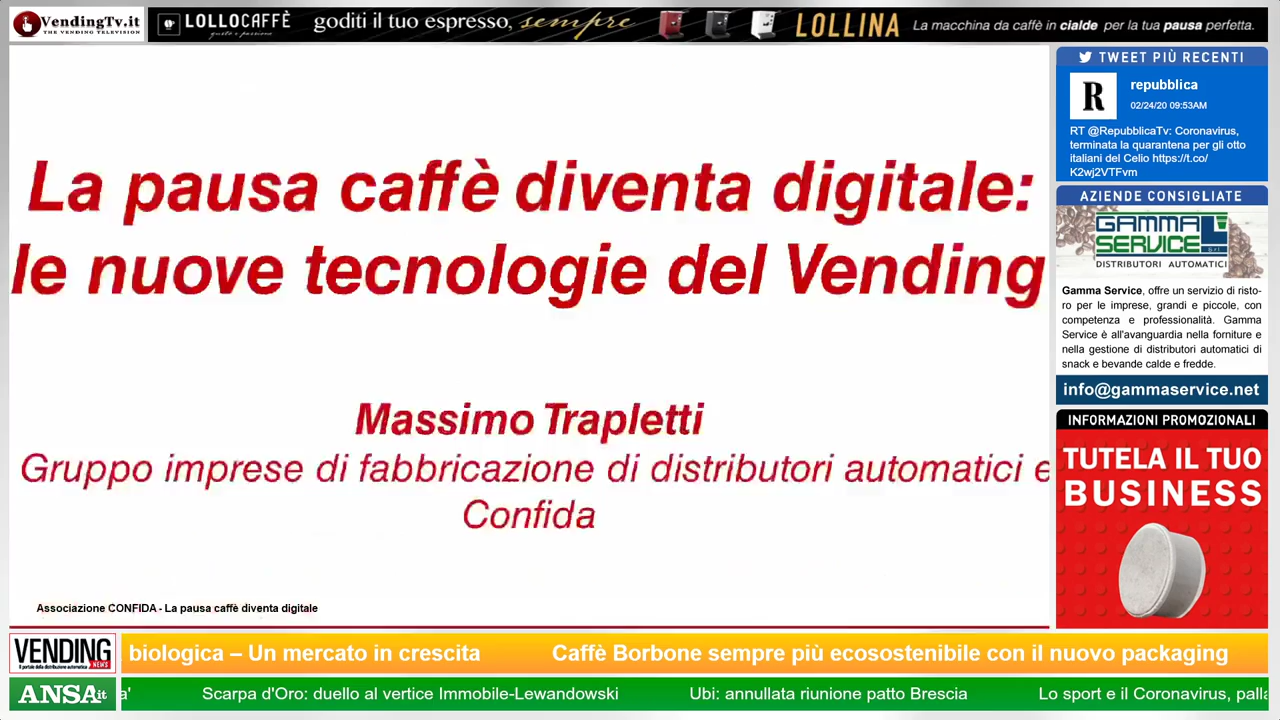 VendingTv.it
THE VENDING TELEVISION
LOLLOCAFFÈ
gusto e passione
goditi il tuo espresso, sempre
LOLLINA
La macchina da caffè in cialde per la tua pausa perfetta.
La pausa caffè diventa digitale:
le nuove tecnologie del Vending
Massimo Trapletti
Gruppo imprese di fabbricazione di distributori automatici e
Confida
Associazione CONFIDA - La pausa caffè diventa digitale
TWEET PIÙ RECENTI
R
repubblica
02/24/20 09:53AM
RT @RepubblicaTv: Coronavirus,
terminata la quarantena per gli otto
italiani del Celio https://t.co/
K2wj2VTFvm
AZIENDE CONSIGLIATE
GAMMA
SERVICE S.r.l.
DISTRIBUTORI AUTOMATICI
Gamma Service, offre un servizio di risto-
ro per le imprese, grandi e piccole, con
competenza e professionalità. Gamma
Service è all'avanguardia nella forniture e
nella gestione di distributori automatici di
snack e bevande calde e fredde.
info@gammaservice.net
INFORMAZIONI PROMOZIONALI
TUTELA IL TUO
BUSINESS
VENDING NEWS
Il portale della distribuzione automatica
biologica – Un mercato in crescita Caffè Borbone sempre più ecosostenibile con il nuovo packaging
ANSAit
a' Scarpa d'Oro: duello al vertice Immobile-Lewandowski Ubi: annullata riunione patto Brescia Lo sport e il Coronavirus, palla